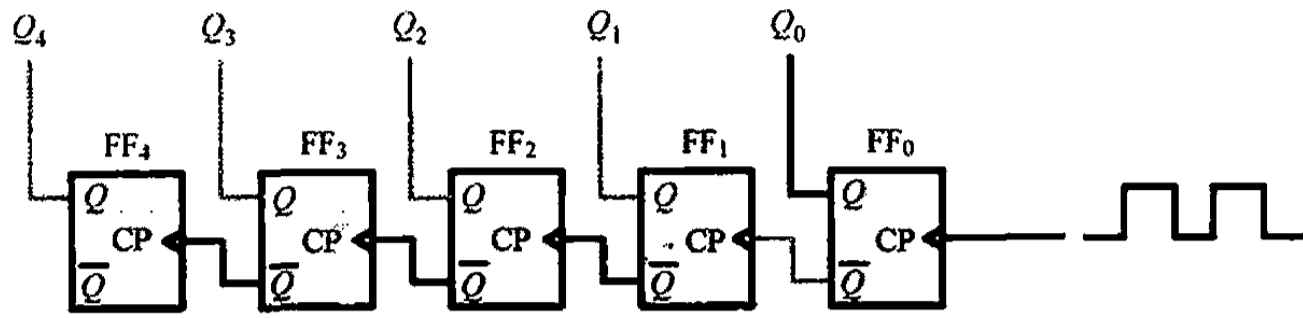 Q₄ Q₃ Q₂ Q₁ Q₀
FF₄ FF₃ FF₂ FF₁ FF₀
Q Q Q Q Q
CP CP CP CP CP
Q̅ Q̅ Q̅ Q̅ Q̅